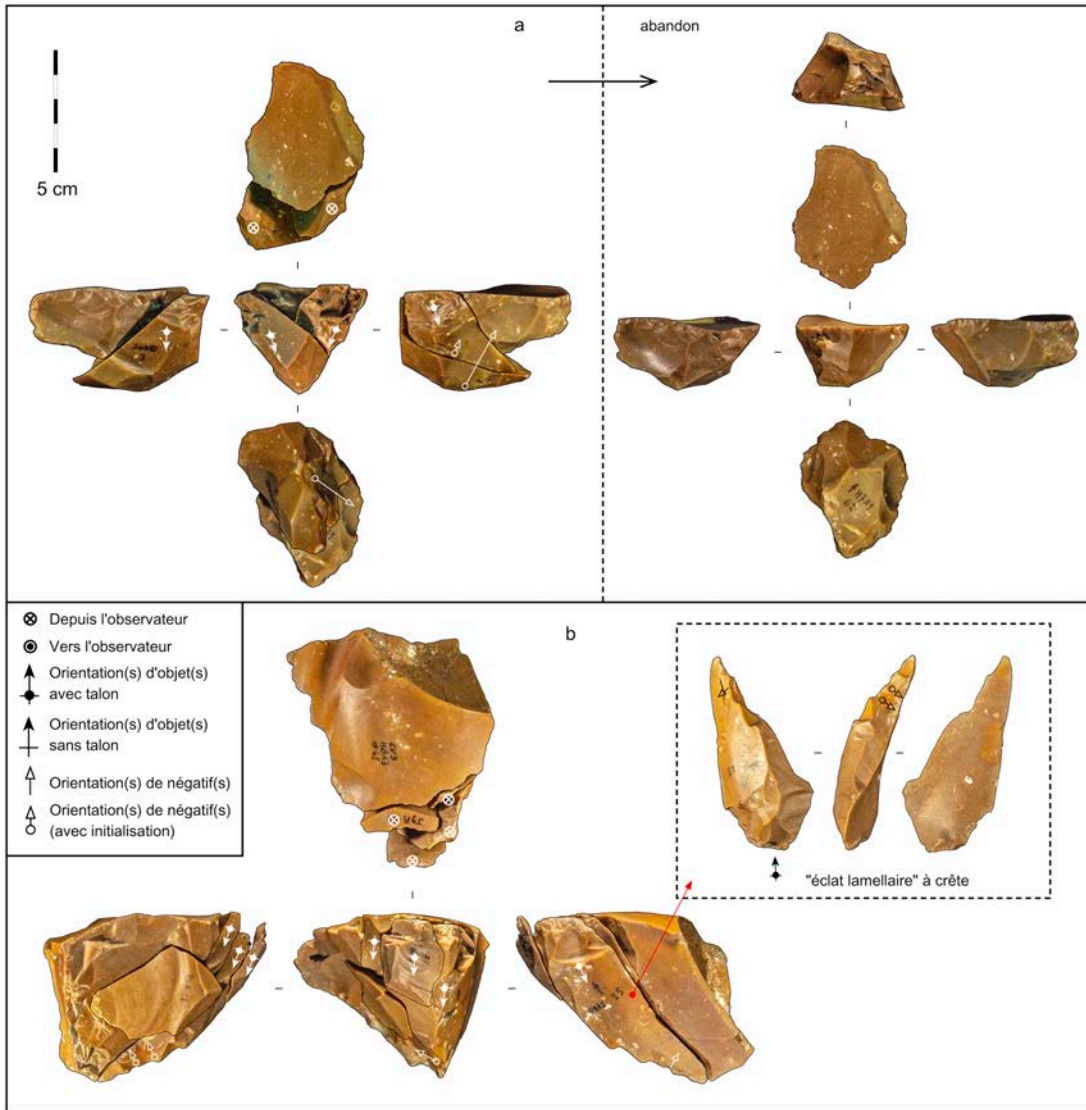 a
abandon
5 cm
Depuis l'observateur
Vers l'observateur
Orientation(s) d'objet(s)
avec talon
Orientation(s) d'objet(s)
sans talon
Orientation(s) de négatif(s)
Orientation(s) de négatif(s)
(avec initialisation)
b
"éclat lamellaire" à crête